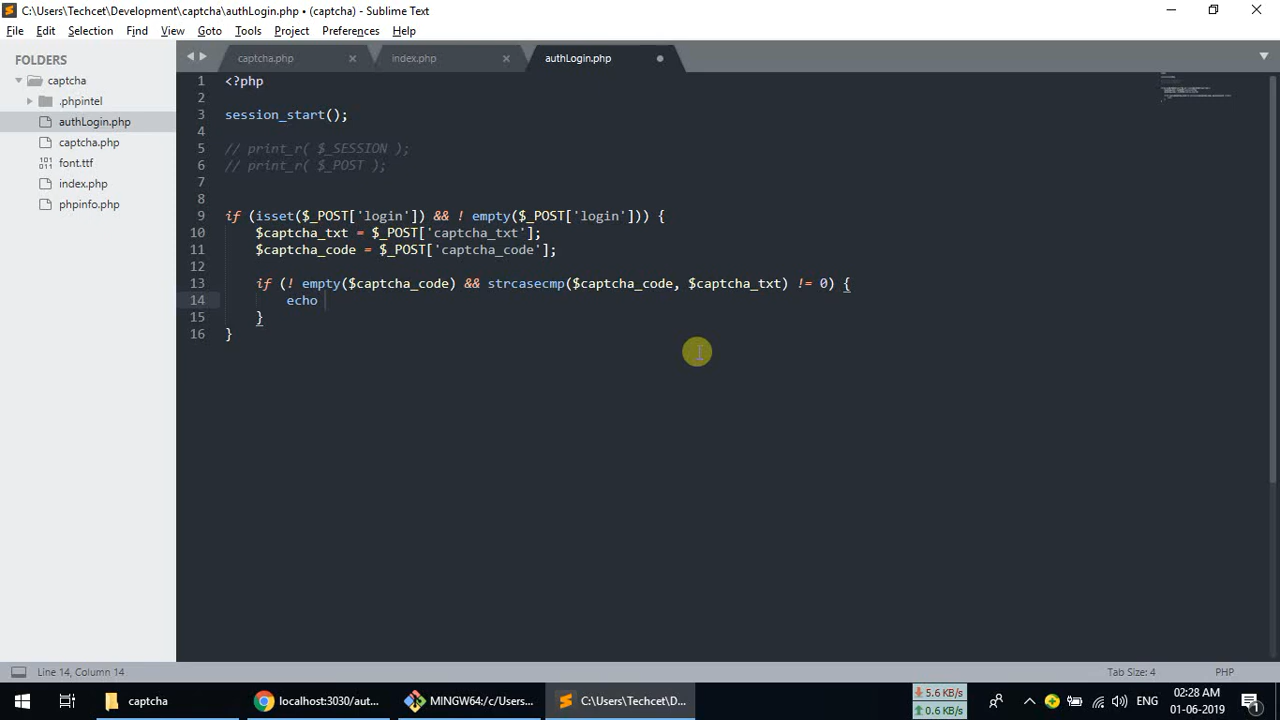 C:\Users\Techcet\Development\captcha\authLogin.php • (captcha) - Sublime Text
File Edit Selection Find View Goto Tools Project Preferences Help
FOLDERS
captcha
.phpintel
authLogin.php
captcha.php
font.ttf
index.php
phpinfo.php
captcha.php index.php authLogin.php
1 <?php
2
3 session_start();
4
5 // print_r( $_SESSION );
6 // print_r( $_POST );
7
8
9 if (isset($_POST['login']) && ! empty($_POST['login'])) {
10 $captcha_txt = $_POST['captcha_txt'];
11 $captcha_code = $_POST['captcha_code'];
12
13 if (! empty($captcha_code) && strcasecmp($captcha_code, $captcha_txt) != 0) {
14 echo
15 }
16 }
Line 14, Column 14 Tab Size: 4 PHP
captcha localhost:3030/aut... MINGW64:/c/Users... C:\Users\Techcet\D... 5.6 KB/s 0.6 KB/s ENG 02:28 AM 01-06-2019 1